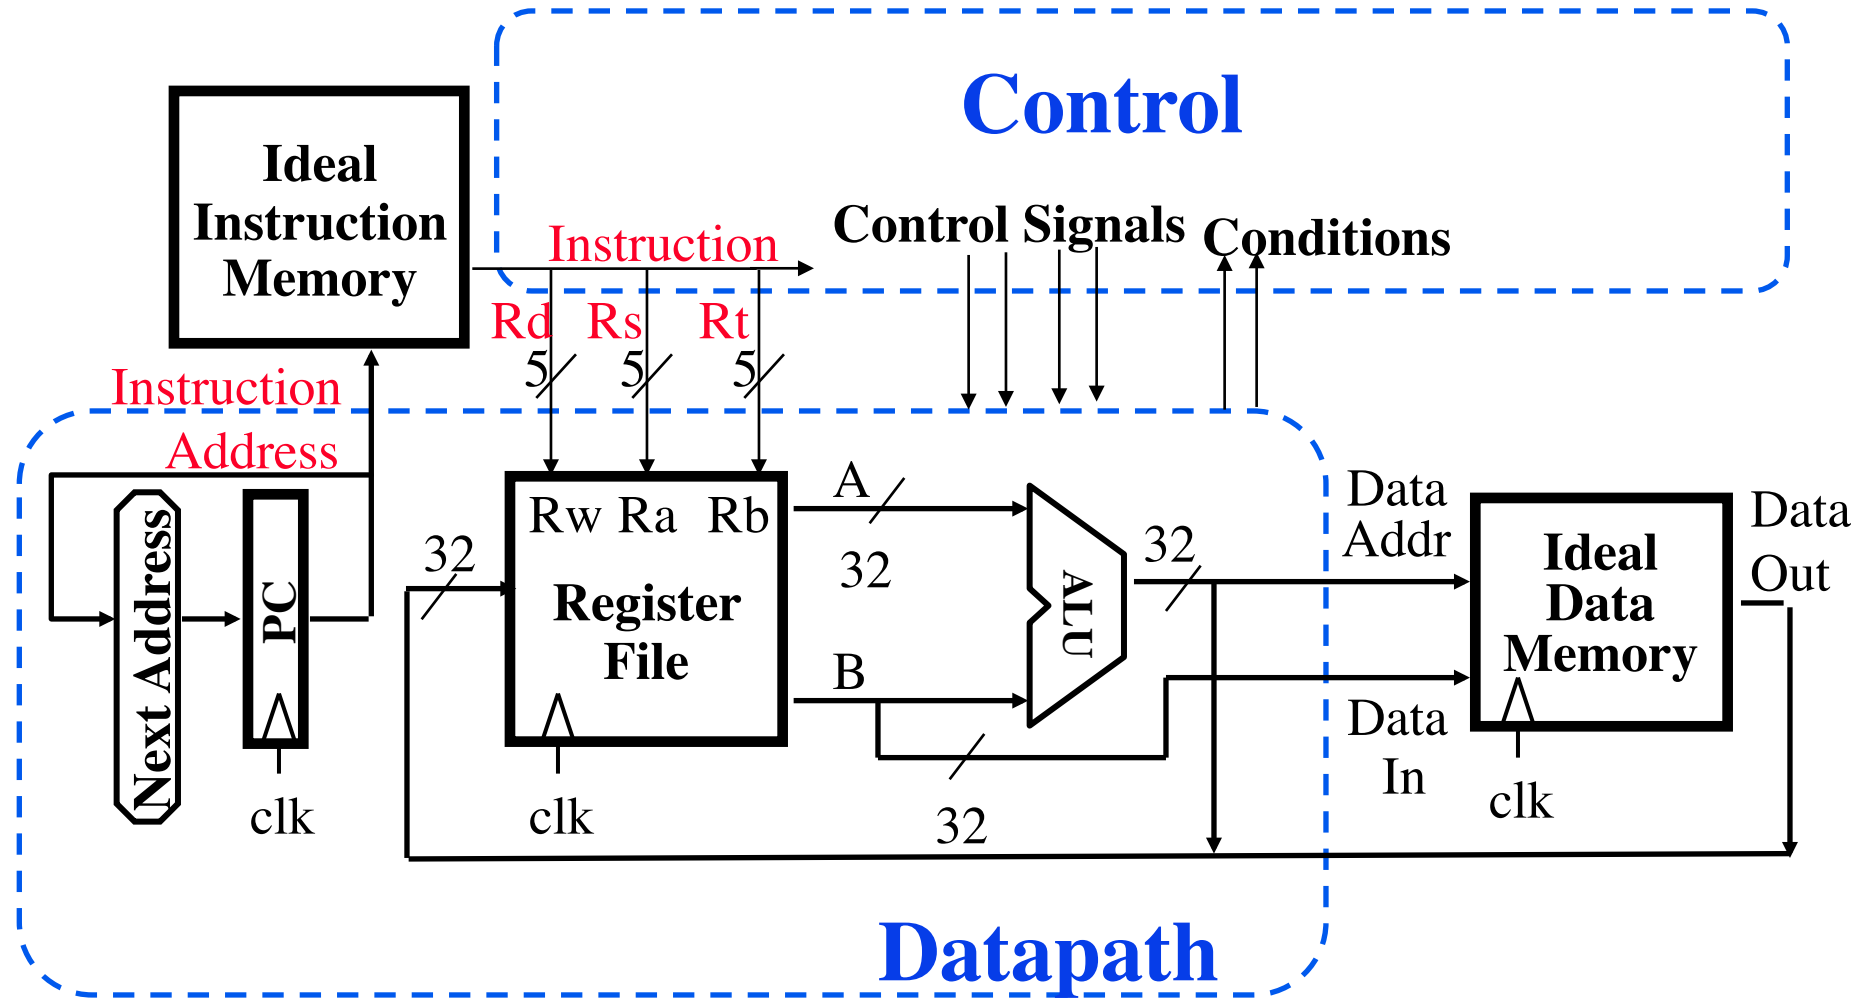 Control
Ideal
Instruction
Memory
Control Signals
Conditions
Instruction
Rd
Rs
Rt
5
5
5
Instruction
Address
Next Address
PC
clk
32
Rw Ra Rb
Register
File
clk
A
32
B
32
ALU
32
Data
Addr
Data
In
Ideal
Data
Memory
clk
Data
Out
Datapath